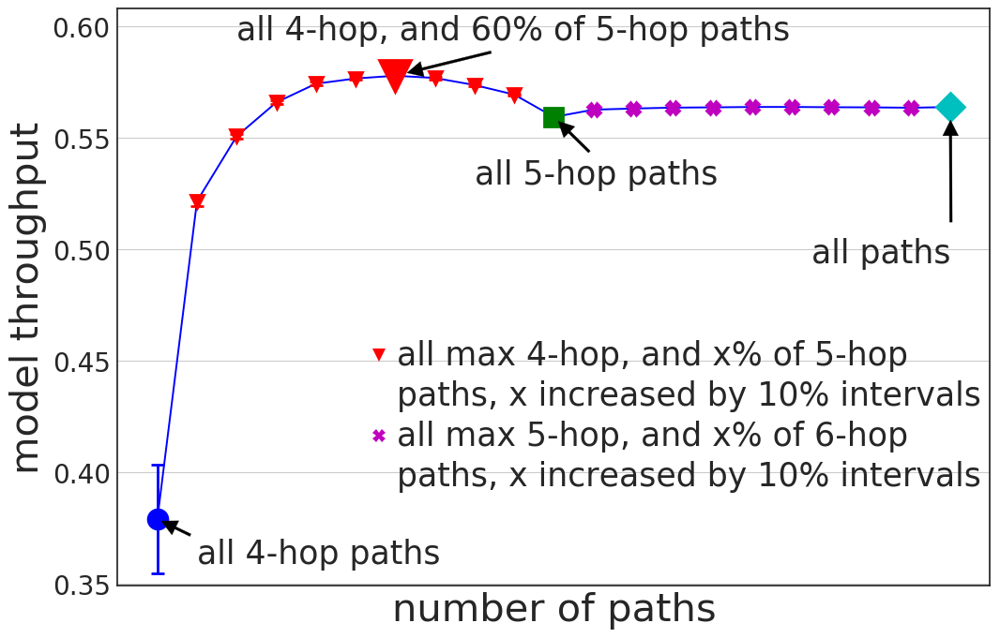 0.60
all 4-hop, and 60% of 5-hop paths
0.55
all 5-hop paths
0.50
all paths
0.45
all max 4-hop, and x% of 5-hop
paths, x increased by 10% intervals
all max 5-hop, and x% of 6-hop
paths, x increased by 10% intervals
0.40
all 4-hop paths
0.35
model throughput
number of paths